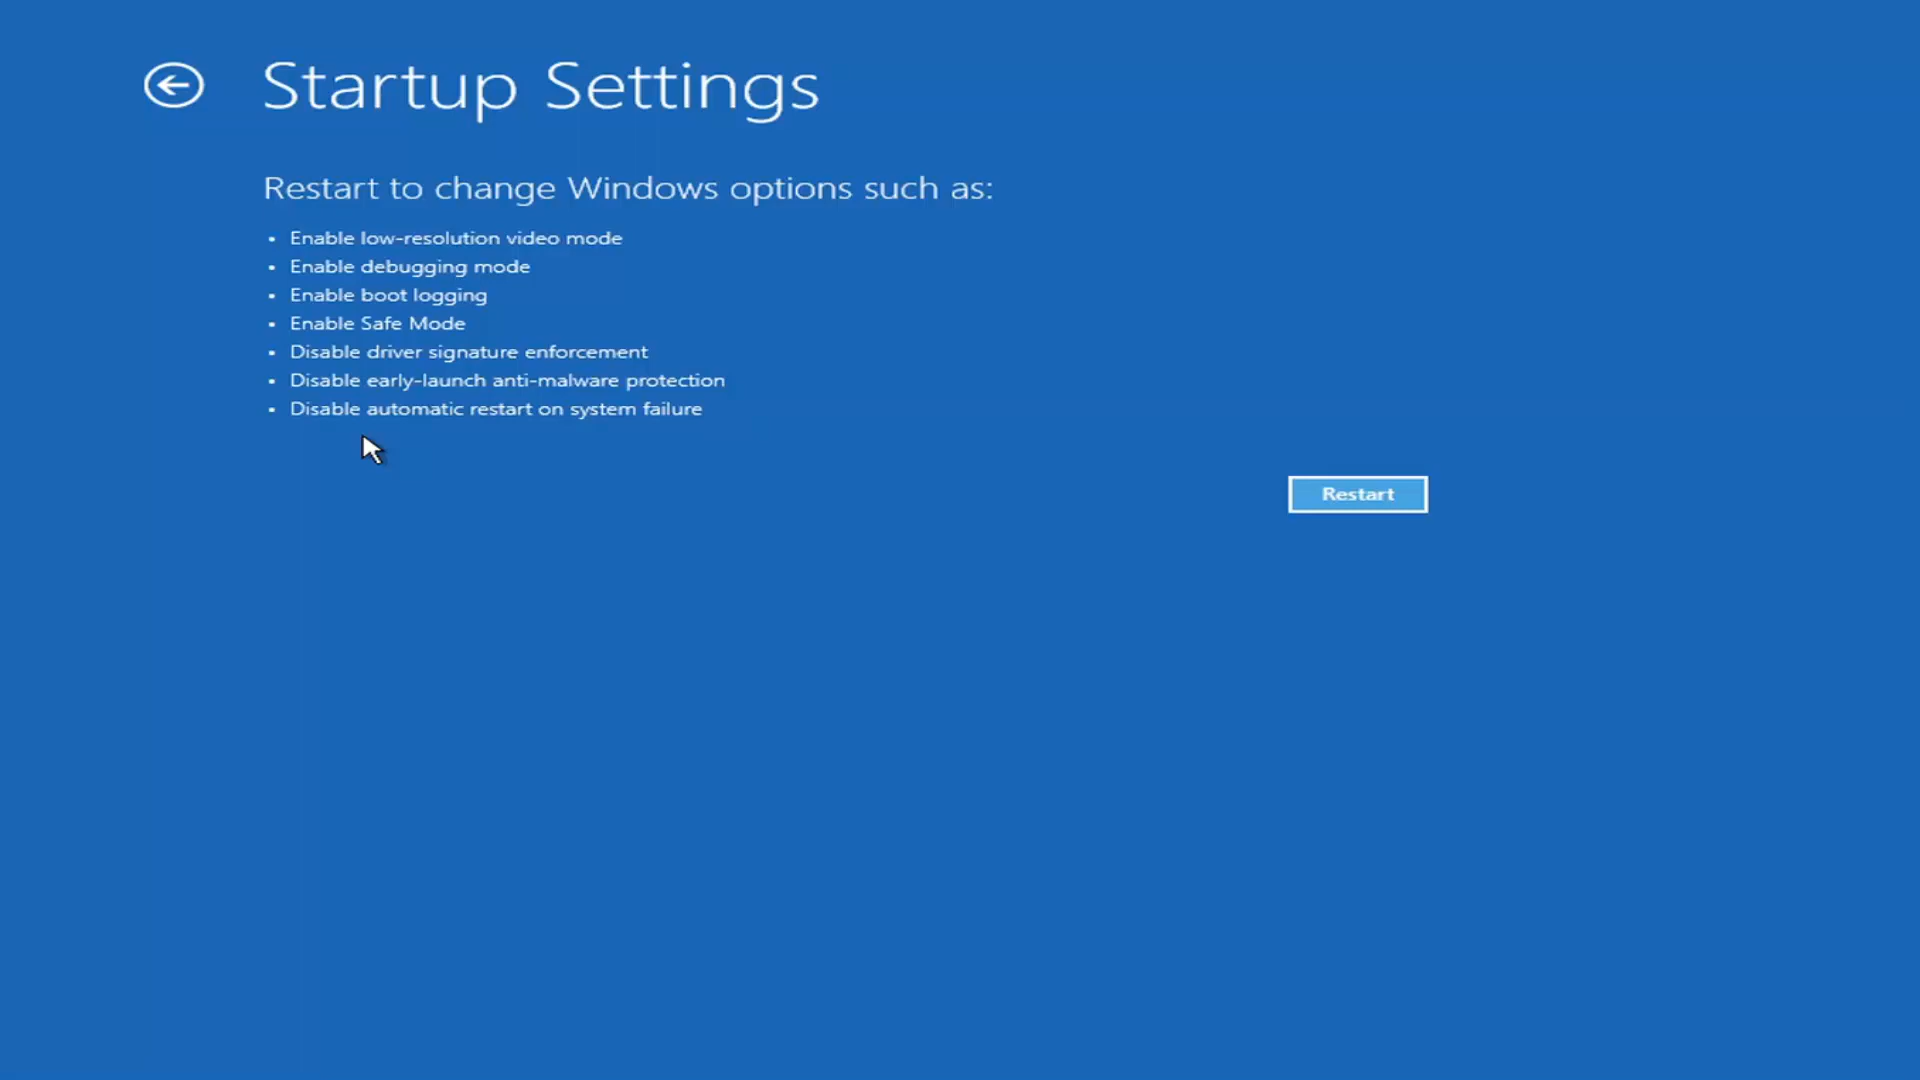 Startup Settings
Restart to change Windows options such as:
• Enable low-resolution video mode
• Enable debugging mode
• Enable boot logging
• Enable Safe Mode
• Disable driver signature enforcement
• Disable early-launch anti-malware protection
• Disable automatic restart on system failure
Restart